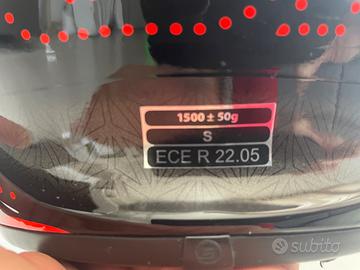 1500 ± 50g
S
ECE R 22.05
subito